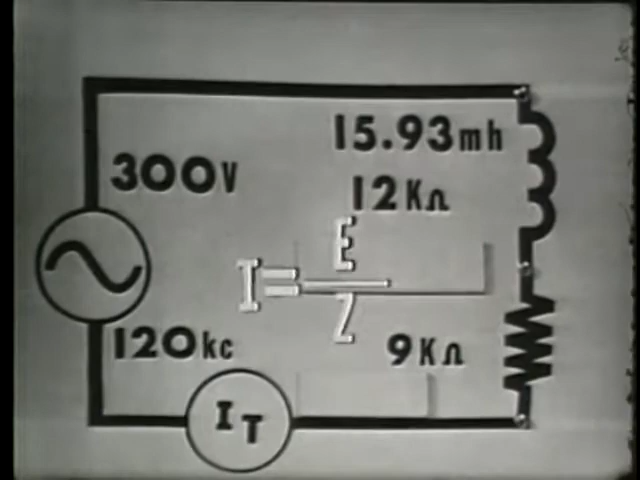 15.93mh
300V
12KΩ
I=E/Z
120kc
9KΩ
IT